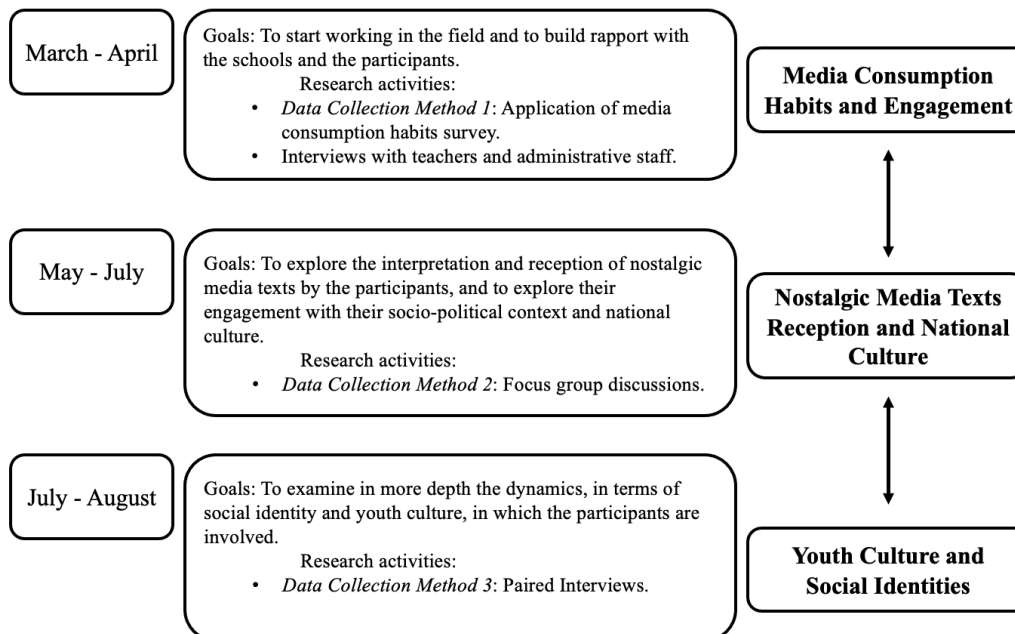 March - April
Goals: To start working in the field and to build rapport with
the schools and the participants.
Research activities:
• Data Collection Method 1: Application of media
consumption habits survey.
• Interviews with teachers and administrative staff.
Media Consumption
Habits and Engagement
May - July
Goals: To explore the interpretation and reception of nostalgic
media texts by the participants, and to explore their
engagement with their socio-political context and national
culture.
Research activities:
• Data Collection Method 2: Focus group discussions.
Nostalgic Media Texts
Reception and National
Culture
July - August
Goals: To examine in more depth the dynamics, in terms of
social identity and youth culture, in which the participants are
involved.
Research activities:
• Data Collection Method 3: Paired Interviews.
Youth Culture and
Social Identities